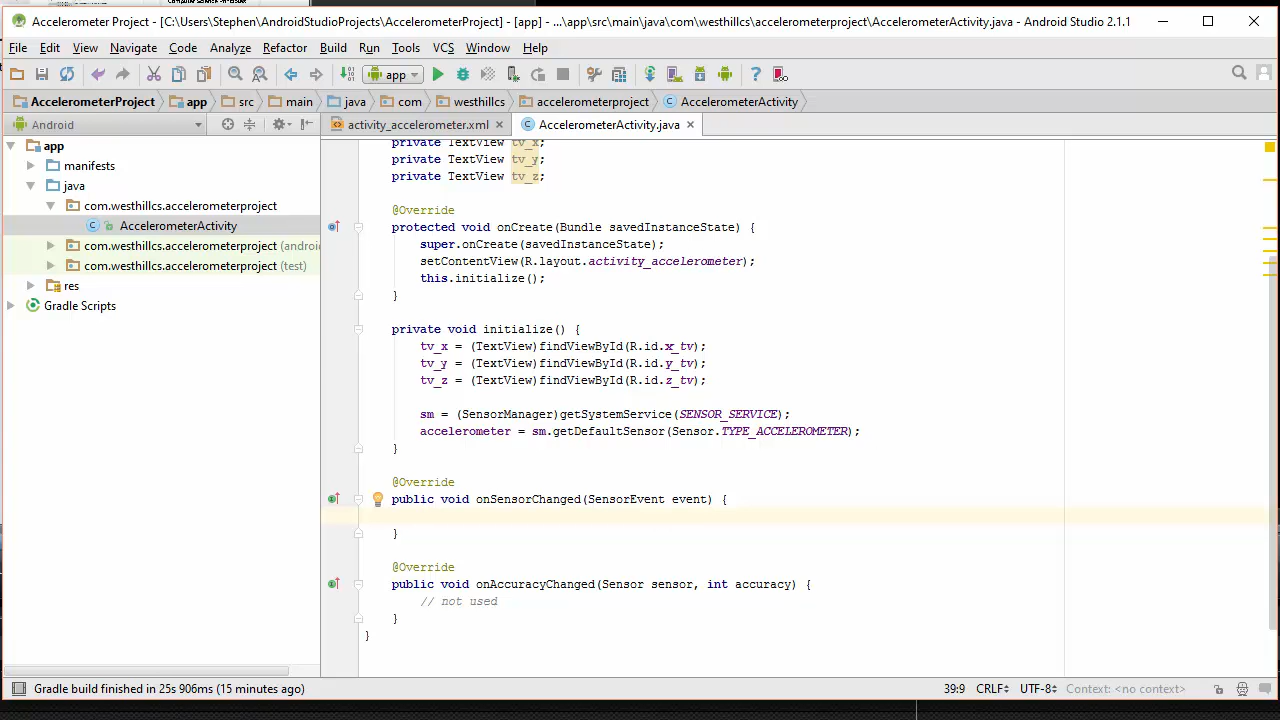 Accelerometer Project - [C:\Users\Stephen\AndroidStudioProjects\AccelerometerProject] - [app] - ...\app\src\main\java\com\westhillcs\accelerometerproject\AccelerometerActivity.java - Android Studio 2.1.1
File Edit View Navigate Code Analyze Refactor Build Run Tools VCS Window Help
app
AccelerometerProject app src main java com westhillcs accelerometerproject AccelerometerActivity
Android
activity_accelerometer.xml AccelerometerActivity.java
app
manifests
java
com.westhillcs.accelerometerproject
AccelerometerActivity
com.westhillcs.accelerometerproject (androi
com.westhillcs.accelerometerproject (test)
res
Gradle Scripts
private TextView tv_x;
private TextView tv_y;
private TextView tv_z;
@Override
protected void onCreate(Bundle savedInstanceState) {
super.onCreate(savedInstanceState);
setContentView(R.layout.activity_accelerometer);
this.initialize();
}
private void initialize() {
tv_x = (TextView)findViewById(R.id.x_tv);
tv_y = (TextView)findViewById(R.id.y_tv);
tv_z = (TextView)findViewById(R.id.z_tv);
sm = (SensorManager)getSystemService(SENSOR_SERVICE);
accelerometer = sm.getDefaultSensor(Sensor.TYPE_ACCELEROMETER);
}
@Override
public void onSensorChanged(SensorEvent event) {
}
@Override
public void onAccuracyChanged(Sensor sensor, int accuracy) {
// not used
}
}
Gradle build finished in 25s 906ms (15 minutes ago) 39:9 CRLF UTF-8 Context: <no context>